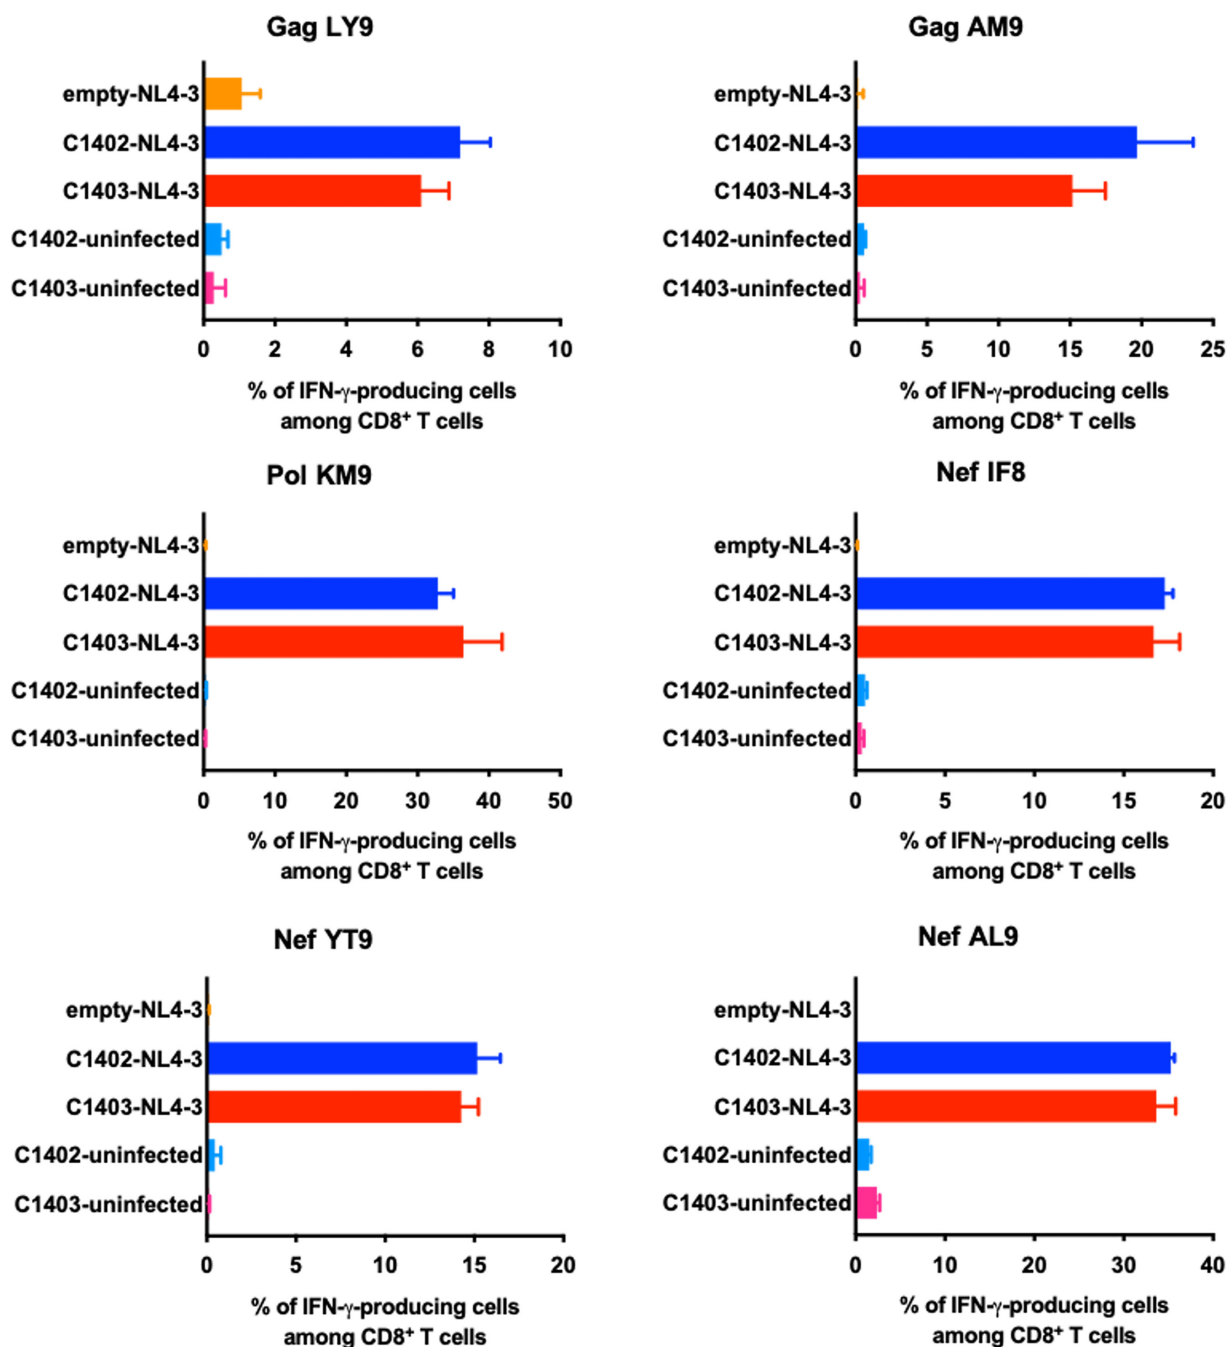 Gag LY9
empty-NL4-3
C1402-NL4-3
C1403-NL4-3
C1402-uninfected
C1403-uninfected
0 2 4 6 8 10
% of IFN-γ-producing cells
among CD8⁺ T cells
Gag AM9
empty-NL4-3
C1402-NL4-3
C1403-NL4-3
C1402-uninfected
C1403-uninfected
0 5 10 15 20 25
% of IFN-γ-producing cells
among CD8⁺ T cells
Pol KM9
empty-NL4-3
C1402-NL4-3
C1403-NL4-3
C1402-uninfected
C1403-uninfected
0 10 20 30 40 50
% of IFN-γ-producing cells
among CD8⁺ T cells
Nef IF8
empty-NL4-3
C1402-NL4-3
C1403-NL4-3
C1402-uninfected
C1403-uninfected
0 5 10 15 20
% of IFN-γ-producing cells
among CD8⁺ T cells
Nef YT9
empty-NL4-3
C1402-NL4-3
C1403-NL4-3
C1402-uninfected
C1403-uninfected
0 5 10 15 20
% of IFN-γ-producing cells
among CD8⁺ T cells
Nef AL9
empty-NL4-3
C1402-NL4-3
C1403-NL4-3
C1402-uninfected
C1403-uninfected
0 10 20 30 40
% of IFN-γ-producing cells
among CD8⁺ T cells